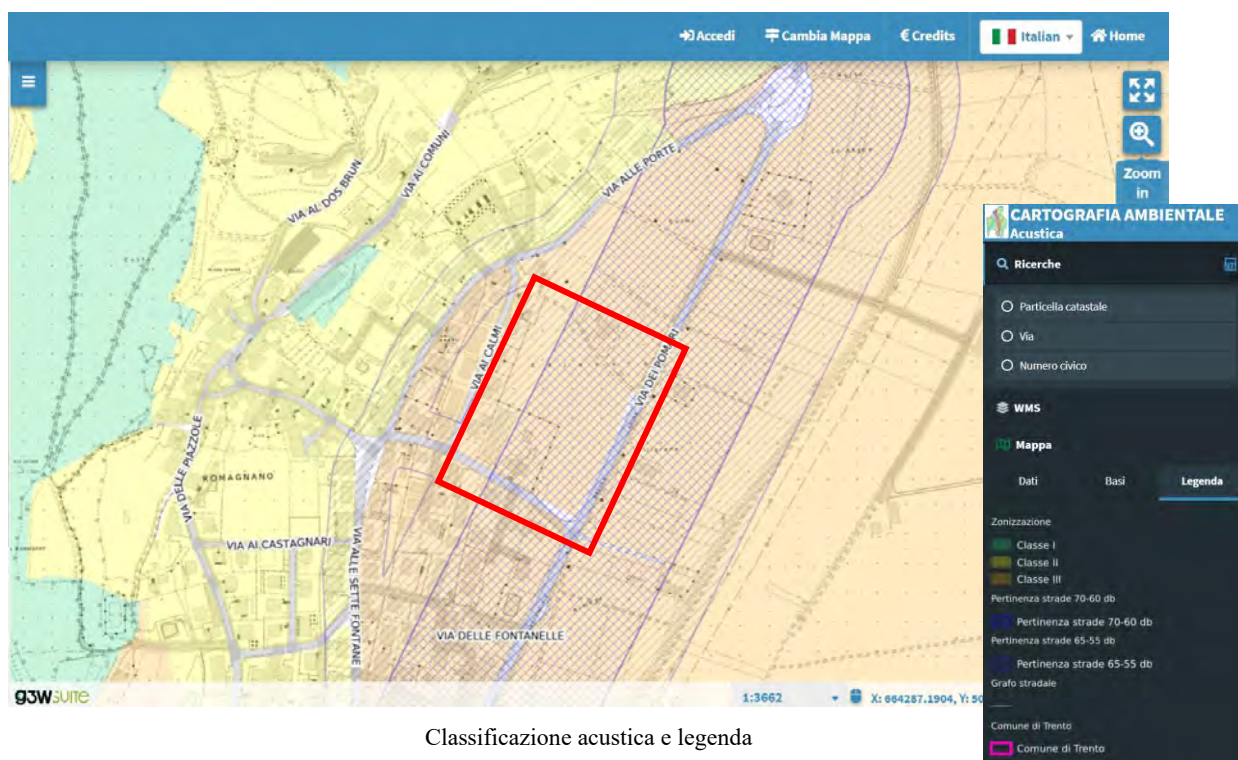 Accedi
Cambia Mappa
€ Credits
Italian
Home
VIA AL DOS BRUN
VIA AI COMUNI
VIA ALLE PORTE
Zoom
in
CARTOGRAFIA AMBIENTALE
Acustica
Ricerche
Particella catastale
Via
Numero civico
WMS
Mappa
Dati
Basi
Legenda
VIA AI CALMI
VIA DEI POMARI
VIA DELLE PIAZZOLE
ROMAGNANO
VIA AI CASTAGNARI
VIA ALLE SETTE FONTANE
VIA DELLE FONTANELLE
Zonizzazione
Classe I
Classe II
Classe III
Pertinenza strade 70-60 db
Pertinenza strade 70-60 db
Pertinenza strade 65-55 db
Pertinenza strade 65-55 db
Grafo stradale
Comune di Trento
Comune di Trento
g3wsuite
1:3662
X: 664287.1904, Y: 50
Classificazione acustica e legenda